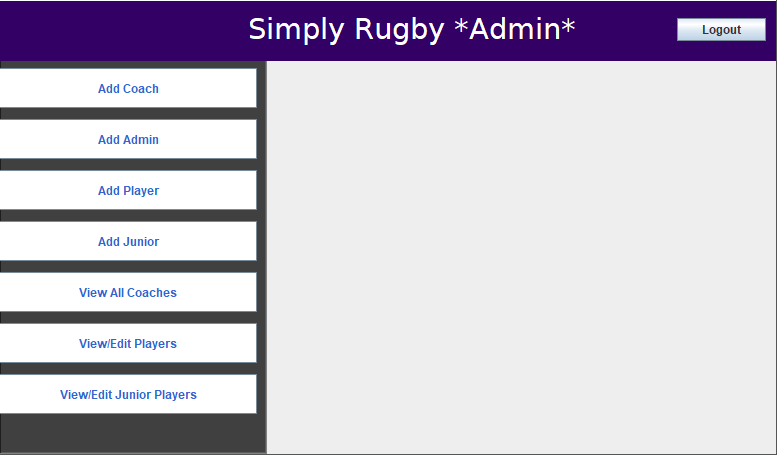 Simply Rugby *Admin*
Logout
Add Coach
Add Admin
Add Player
Add Junior
View All Coaches
View/Edit Players
View/Edit Junior Players